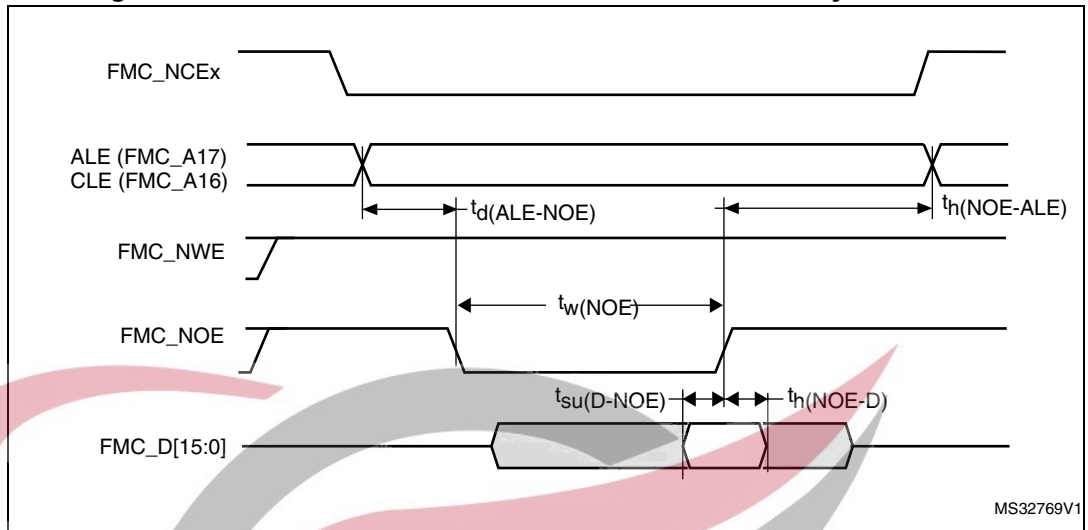 FMC_NCEx
ALE (FMC_A17)
CLE (FMC_A16)
td(ALE-NOE)
th(NOE-ALE)
FMC_NWE
tw(NOE)
FMC_NOE
tsu(D-NOE)
th(NOE-D)
FMC_D[15:0]
MS32769V1